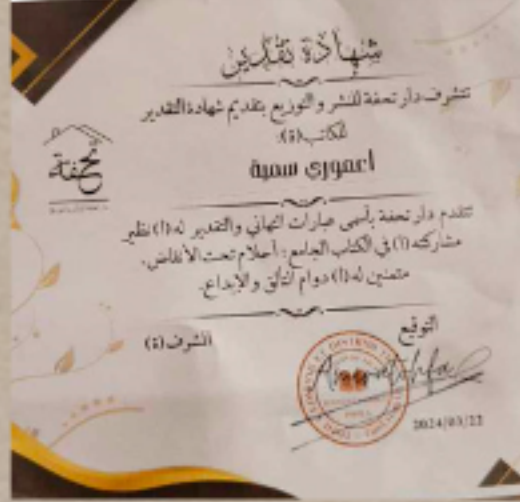 شهادة تقدير
تتشرف دار تحفة للنشر والتوزيع بتقديم شهادة التقدير
للكاتب(ة):
اعموري سمية
تحفة
تتقدم دار تحفة بأسمى عبارات التهاني والتقدير له(ا) نظير
مشاركته(ا) في الكتاب الجامع: أحلام تحت الأنقاض.
متمنين له(ا) دوام التألق والإبداع.
التوقيع
المشرف(ة)
2024/03/22